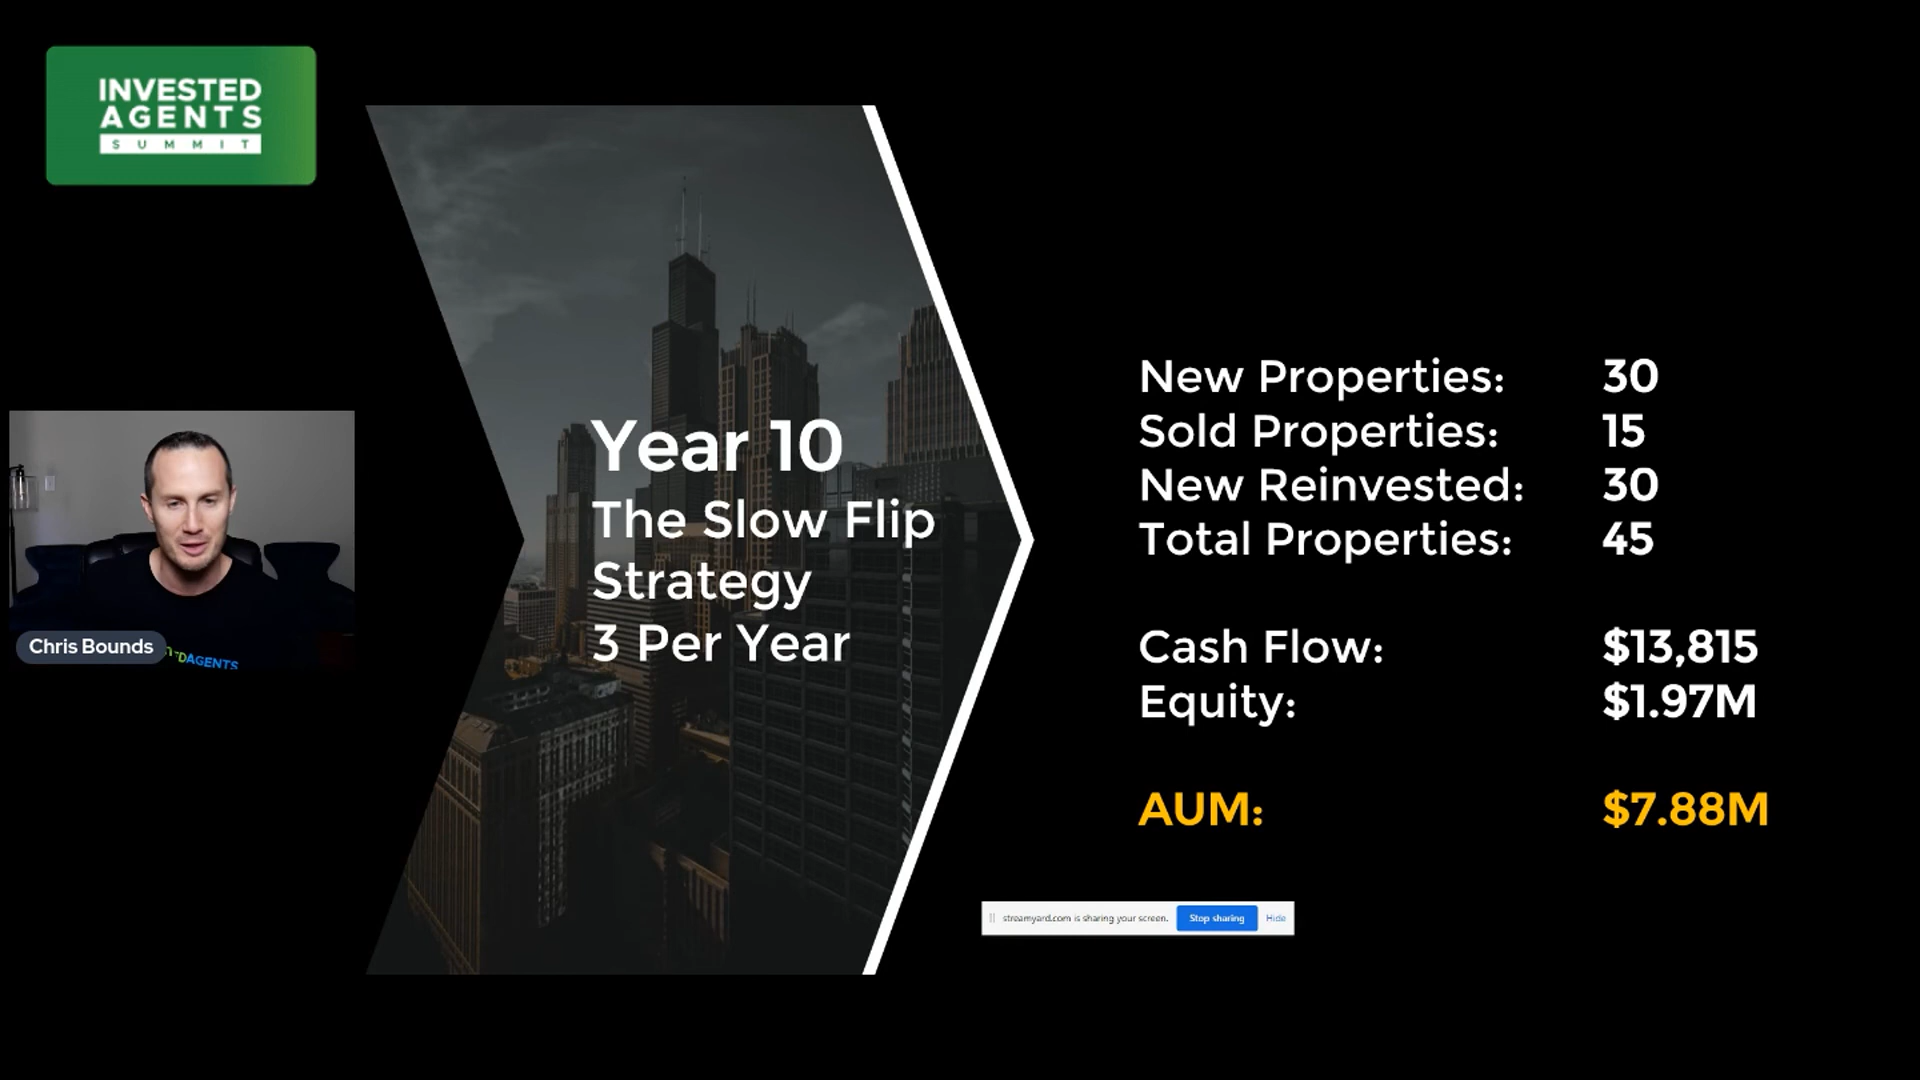 INVESTED
AGENTS
SUMMIT
Chris Bounds
DAGENTS
Year 10
The Slow Flip
Strategy
3 Per Year
New Properties: 30
Sold Properties: 15
New Reinvested: 30
Total Properties: 45
Cash Flow: $13,815
Equity: $1.97M
AUM: $7.88M
streamyard.com is sharing your screen. Stop sharing Hide